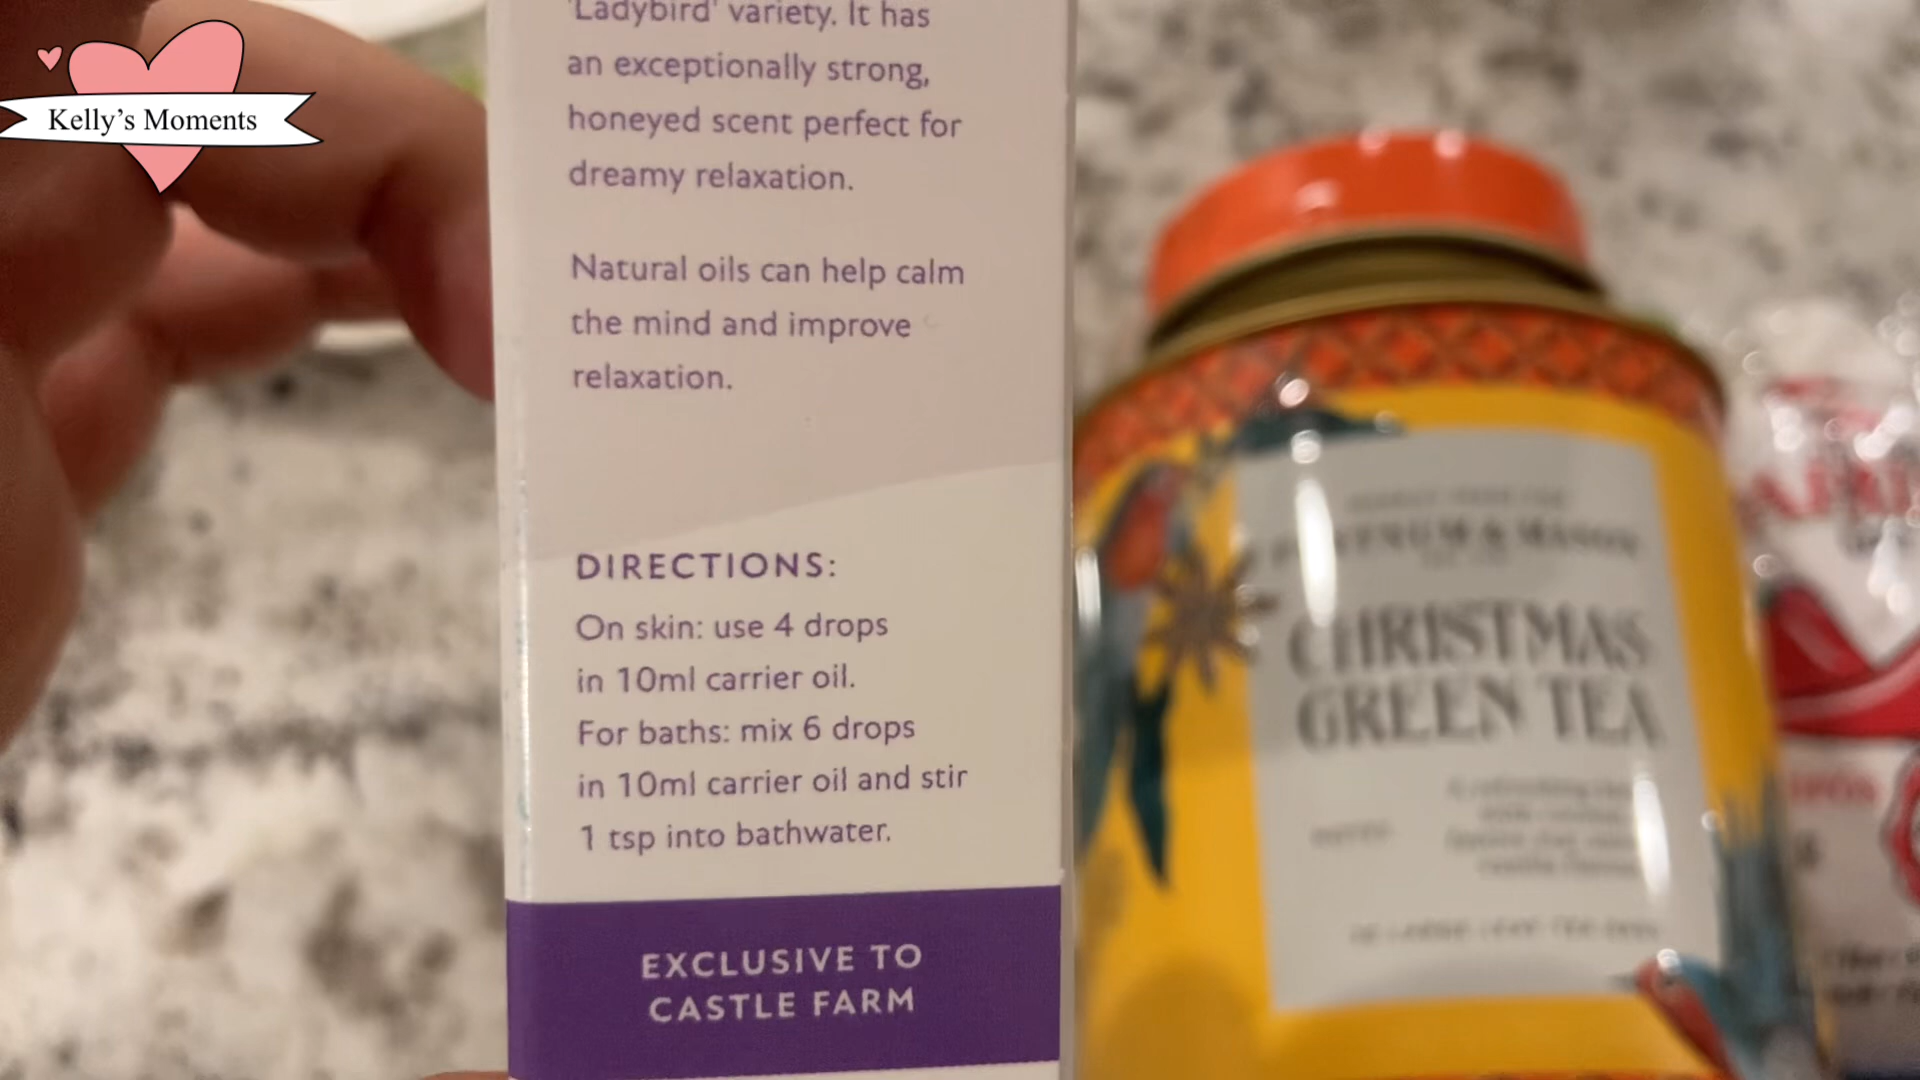 Kelly's Moments
'Ladybird' variety. It has
an exceptionally strong,
honeyed scent perfect for
dreamy relaxation.
Natural oils can help calm
the mind and improve
relaxation.
DIRECTIONS:
On skin: use 4 drops
in 10ml carrier oil.
For baths: mix 6 drops
in 10ml carrier oil and stir
1 tsp into bathwater.
EXCLUSIVE TO
CASTLE FARM
& MASON
CHRISTMAS
GREEN TEA